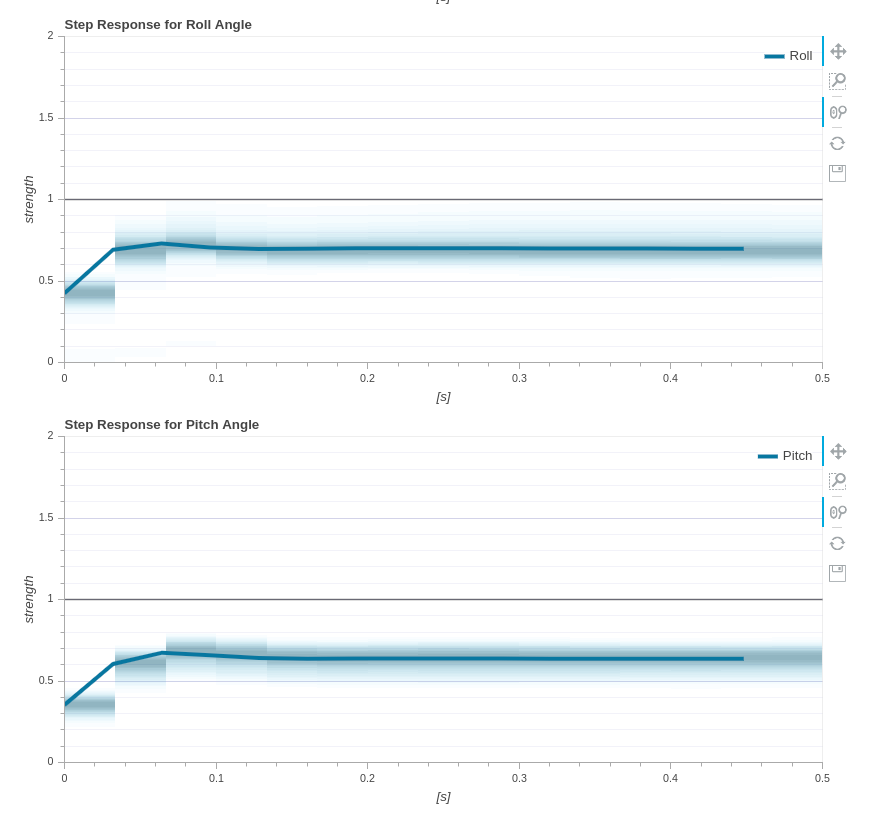 [s]
Step Response for Roll Angle
2
Roll
1.5
1
strength
0.5
0
0 0.1 0.2 0.3 0.4 0.5
[s]
Step Response for Pitch Angle
2
Pitch
1.5
1
strength
0.5
0
0 0.1 0.2 0.3 0.4 0.5
[s]